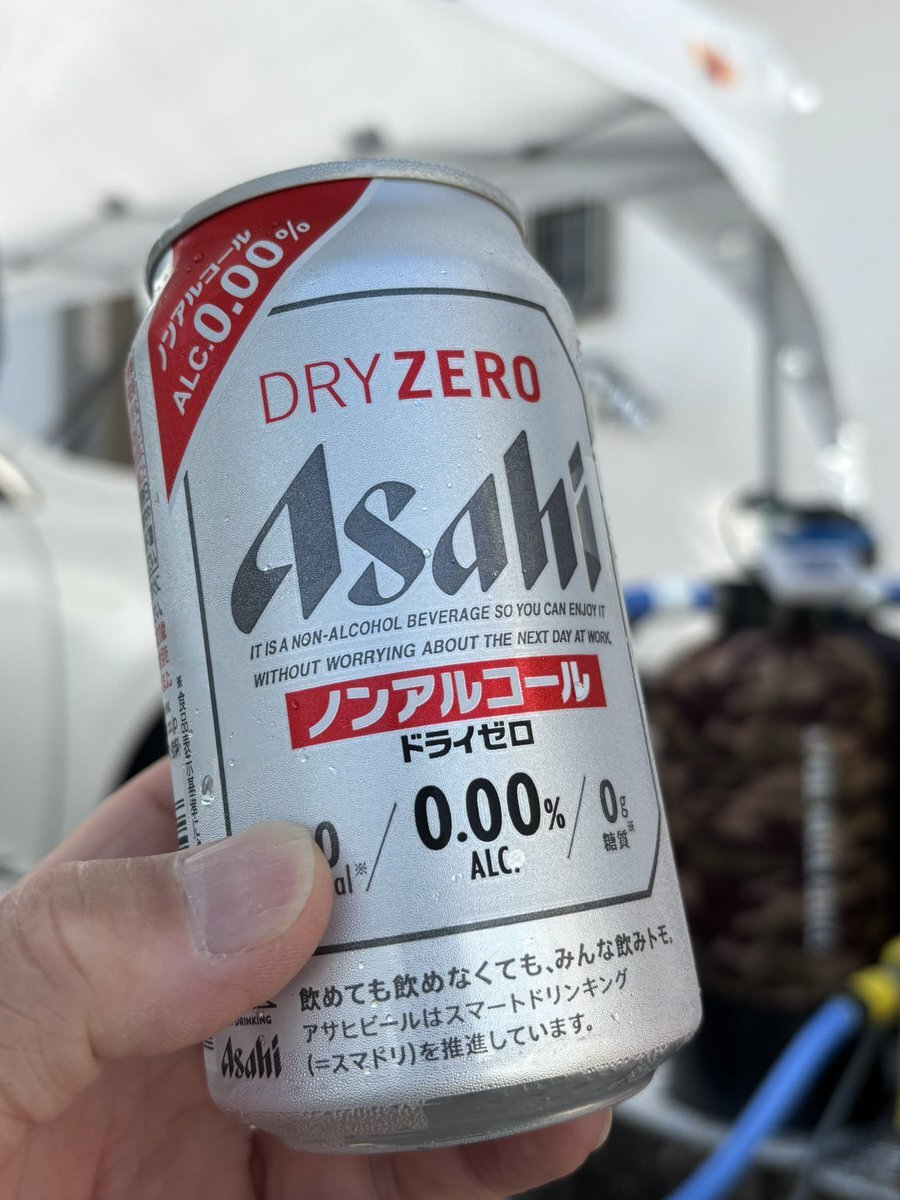 ノンアルコール
ALC.0.00%
DRY ZERO
Asahi
IT IS A NON-ALCOHOL BEVERAGE SO YOU CAN ENJOY IT
WITHOUT WORRYING ABOUT THE NEXT DAY AT WORK.
ノンアルコール
ドライゼロ
0.00%
ALC.
0g
糖質※
飲めても飲めなくても、みんな飲みトモ。
アサヒビールはスマートドリンキング
(=スマドリ)を推進しています。
DRINKING
Asahi